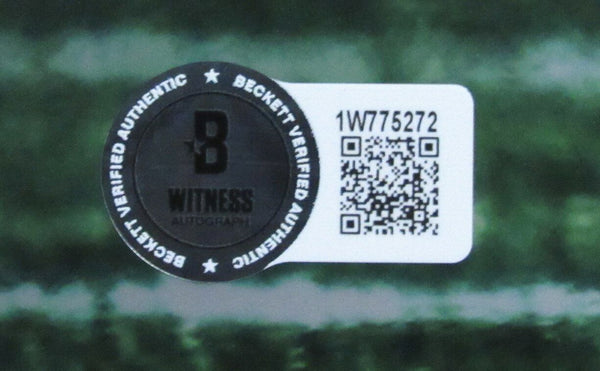 BECKETT VERIFIED AUTHENTIC ★ BECKETT VERIFIED AUTHENTIC ★
B
WITNESS
AUTOGRAPH
1W775272